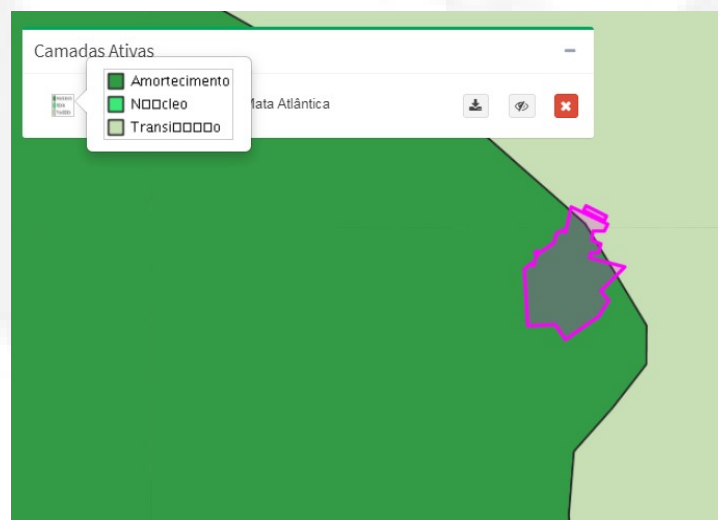 Camadas Ativas
Amortecimento
N□□cleo
Mata Atlântica
Transi□□□□o